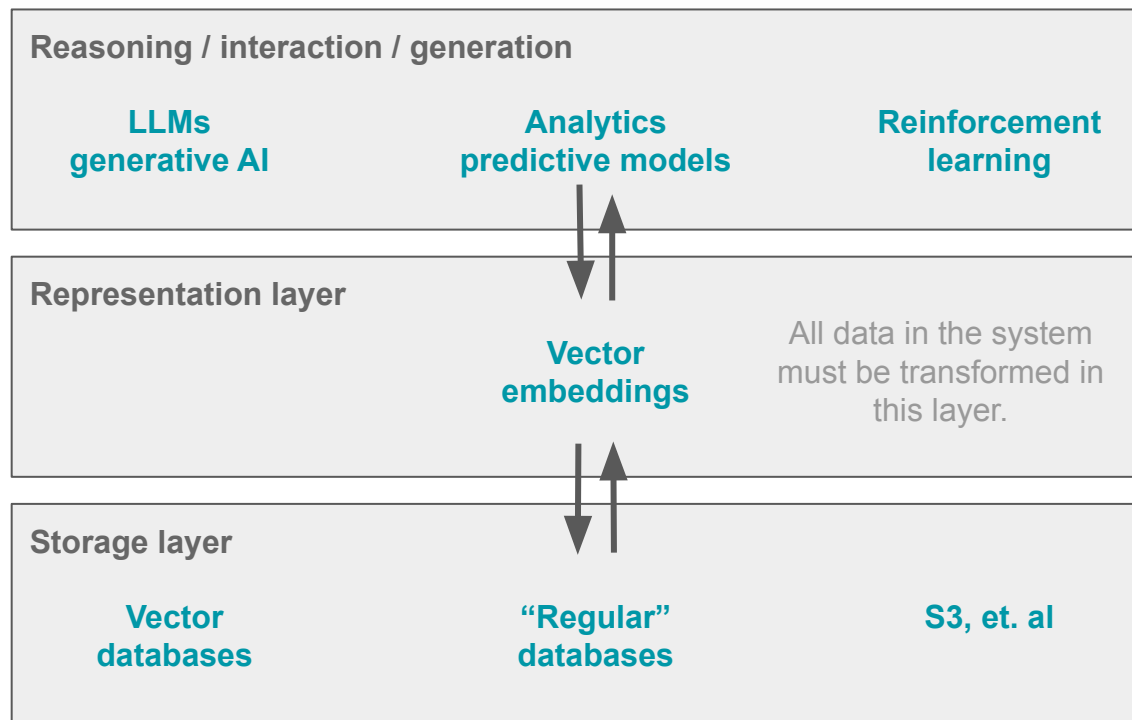 Reasoning / interaction / generation
LLMs
generative AI
Analytics
predictive models
Reinforcement
learning
Representation layer
Vector
embeddings
All data in the system
must be transformed in
this layer.
Storage layer
Vector
databases
“Regular”
databases
S3, et. al